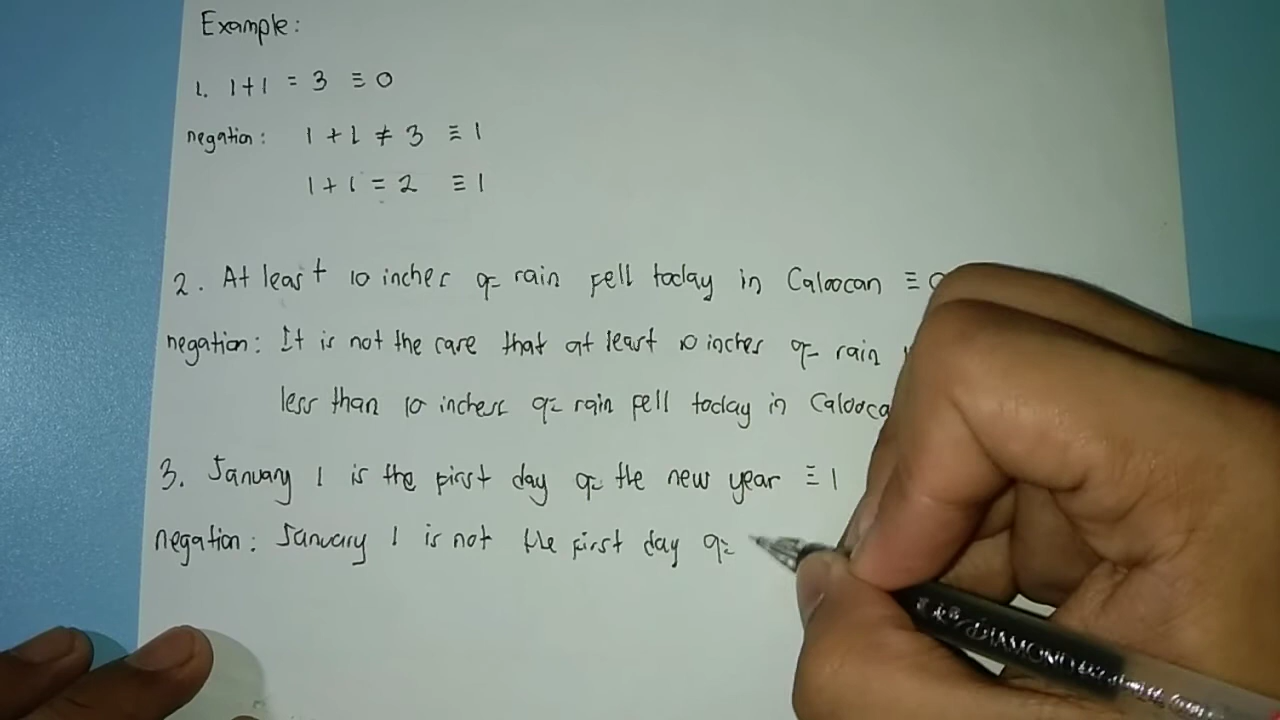 Example:
1. 1+1 = 3 ≡ 0
negation: 1 + 1 ≠ 3 ≡ 1
1 + 1 = 2 ≡ 1
2. At least 10 inches of rain fell today in Caloocan ≡ 0
negation: It is not the case that at least 10 inches of rain
less than 10 inches of rain fell today in Calooca
3. January 1 is the first day of the new year ≡ 1
negation: January 1 is not the first day of
DIAMOND